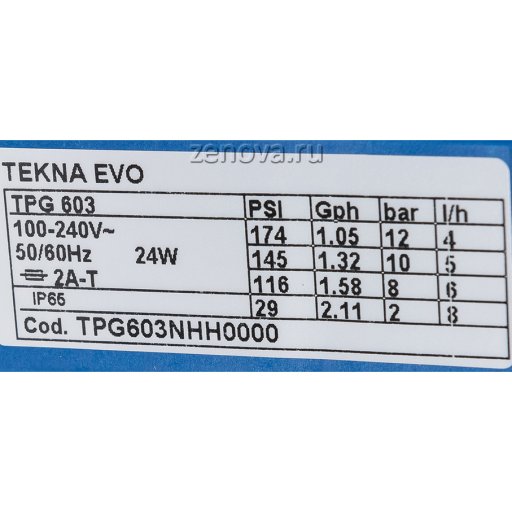 zenova.ru
TEKNA EVO
TPG 603 PSI Gph bar l/h
100-240V~ 174 1.05 12 4
50/60Hz 24W 145 1.32 10 5
2A-T 116 1.58 8 6
IP65 29 2.11 2 8
Cod. TPG603NHH0000